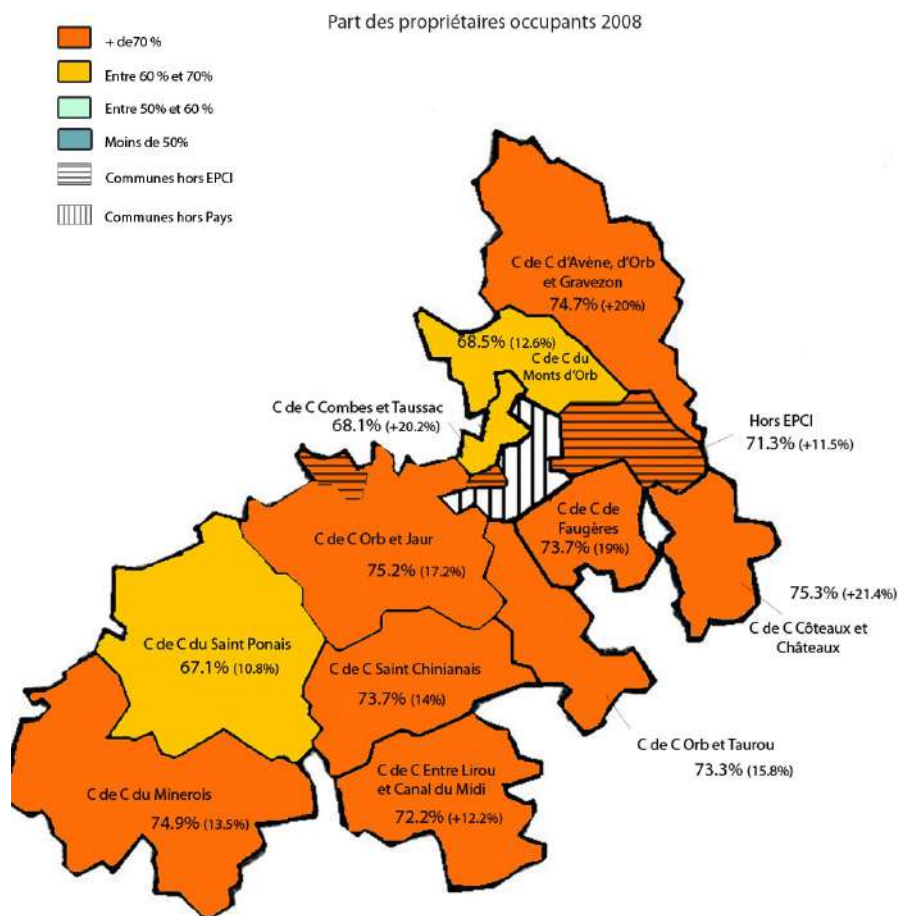 Part des propriétaires occupants 2008
+ de70 %
Entre 60 % et 70%
Entre 50% et 60 %
Moins de 50%
Communes hors EPCI
Communes hors Pays
C de C d'Avène, d'Orb
et Gravezon
74.7% (+20%)
68.5% (12.6%)
C de C du
Monts d'Orb
C de C Combes et Taussac
68.1% (+20.2%)
Hors EPCI
71.3% (+11.5%)
C de C de
Faugères
73.7% (19%)
C de C Orb et Jaur
75.2% (17.2%)
75.3% (+21.4%)
C de C Côteaux et
Châteaux
C de C du Saint Ponais
67.1% (10.8%)
C de C Saint Chinianais
73.7% (14%)
C de C Orb et Taurou
73.3% (15.8%)
C de C Entre Lirou
et Canal du Midi
72.2% (+12.2%)
C de C du Minerois
74.9% (13.5%)